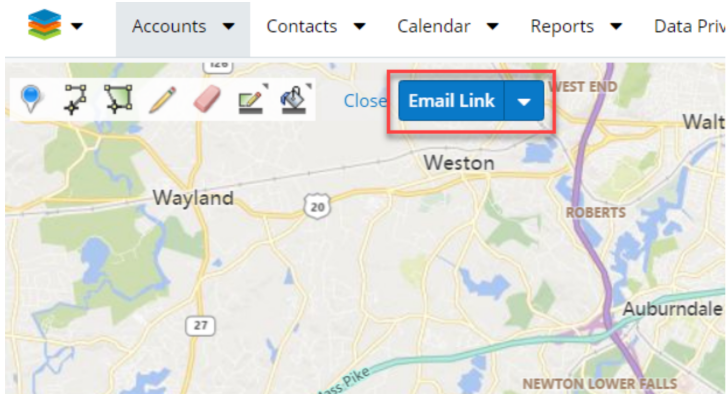 Accounts Contacts Calendar Reports Data Priv
126
Close Email Link WEST END
Walt
Weston
Wayland
20
ROBERTS
Auburndale
27
Mass Pike
NEWTON LOWER FALLS